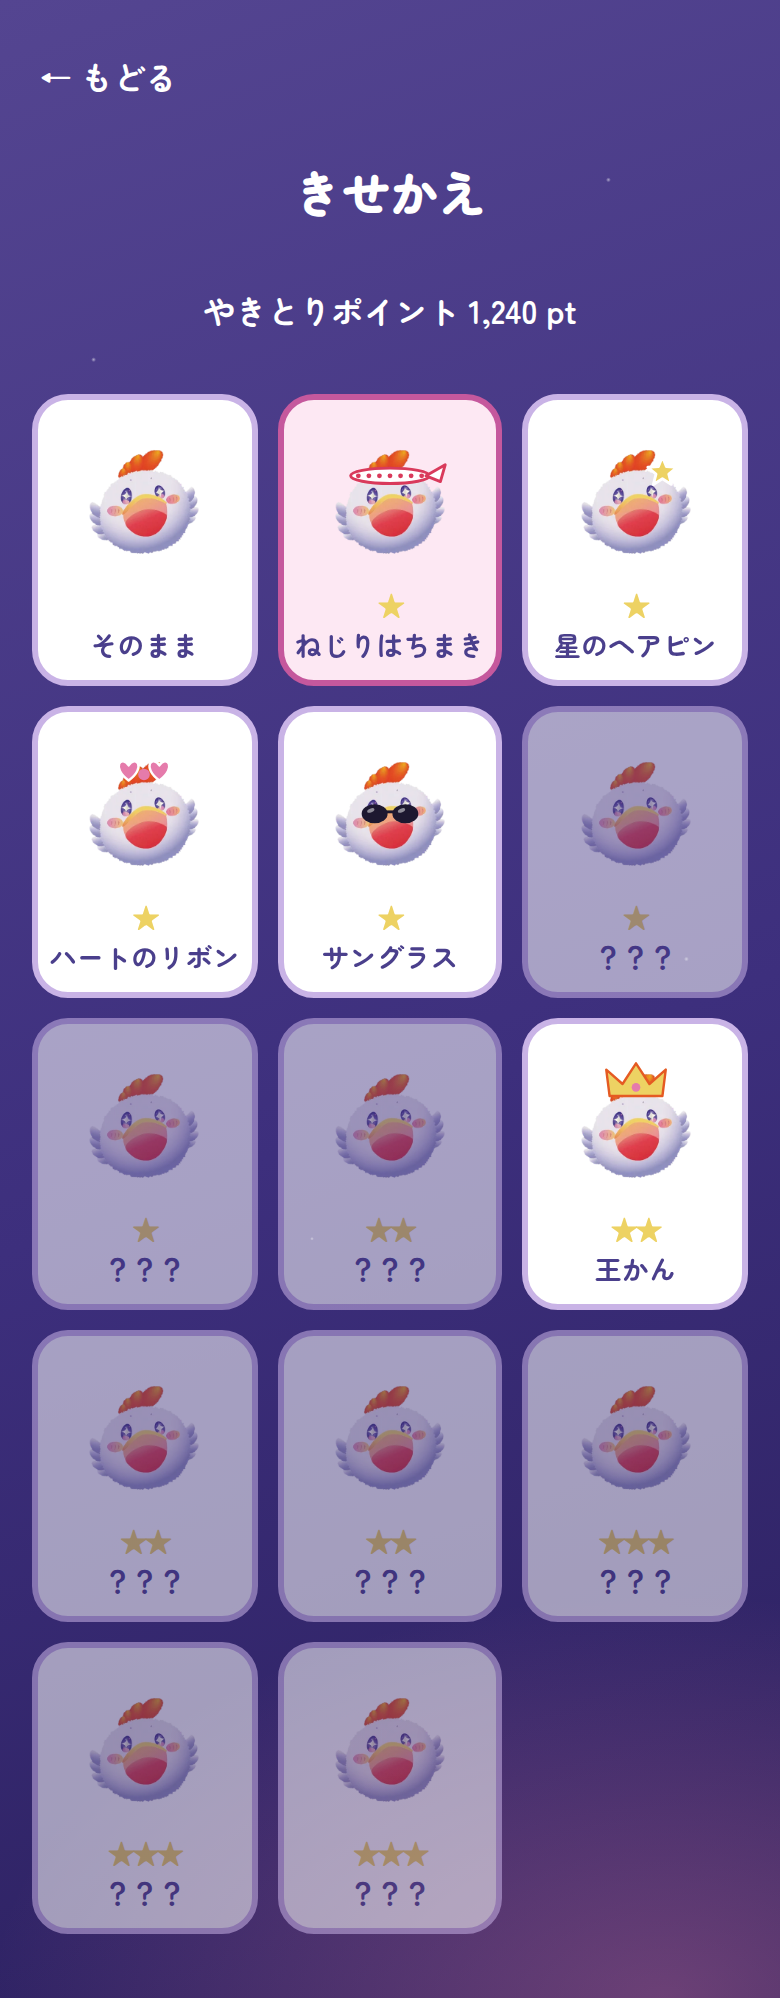 ← もどる
きせかえ
やきとりポイント 1,240 pt
そのまま
ねじりはちまき
星のヘアピン
ハートのリボン
サングラス
？？？
？？？
？？？
王かん
？？？
？？？
？？？
？？？
？？？